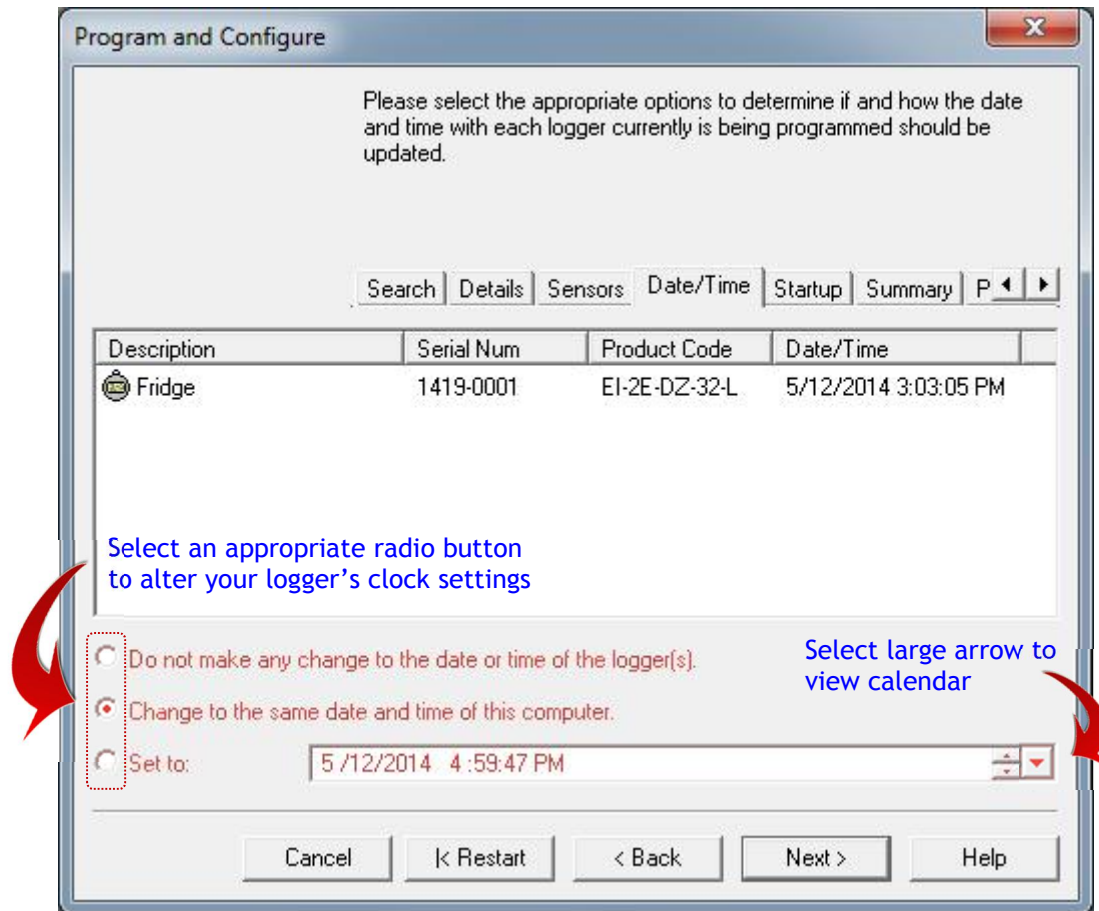 Program and Configure
Please select the appropriate options to determine if and how the date
and time with each logger currently is being programmed should be
updated.
Search Details Sensors Date/Time Startup Summary P
Description Serial Num Product Code Date/Time
Fridge 1419-0001 EI-2E-DZ-32-L 5/12/2014 3:03:05 PM
Select an appropriate radio button
to alter your logger’s clock settings
Do not make any change to the date or time of the logger(s).
Select large arrow to
view calendar
Change to the same date and time of this computer.
Set to: 5 /12/2014 4 :59:47 PM
Cancel |< Restart < Back Next > Help